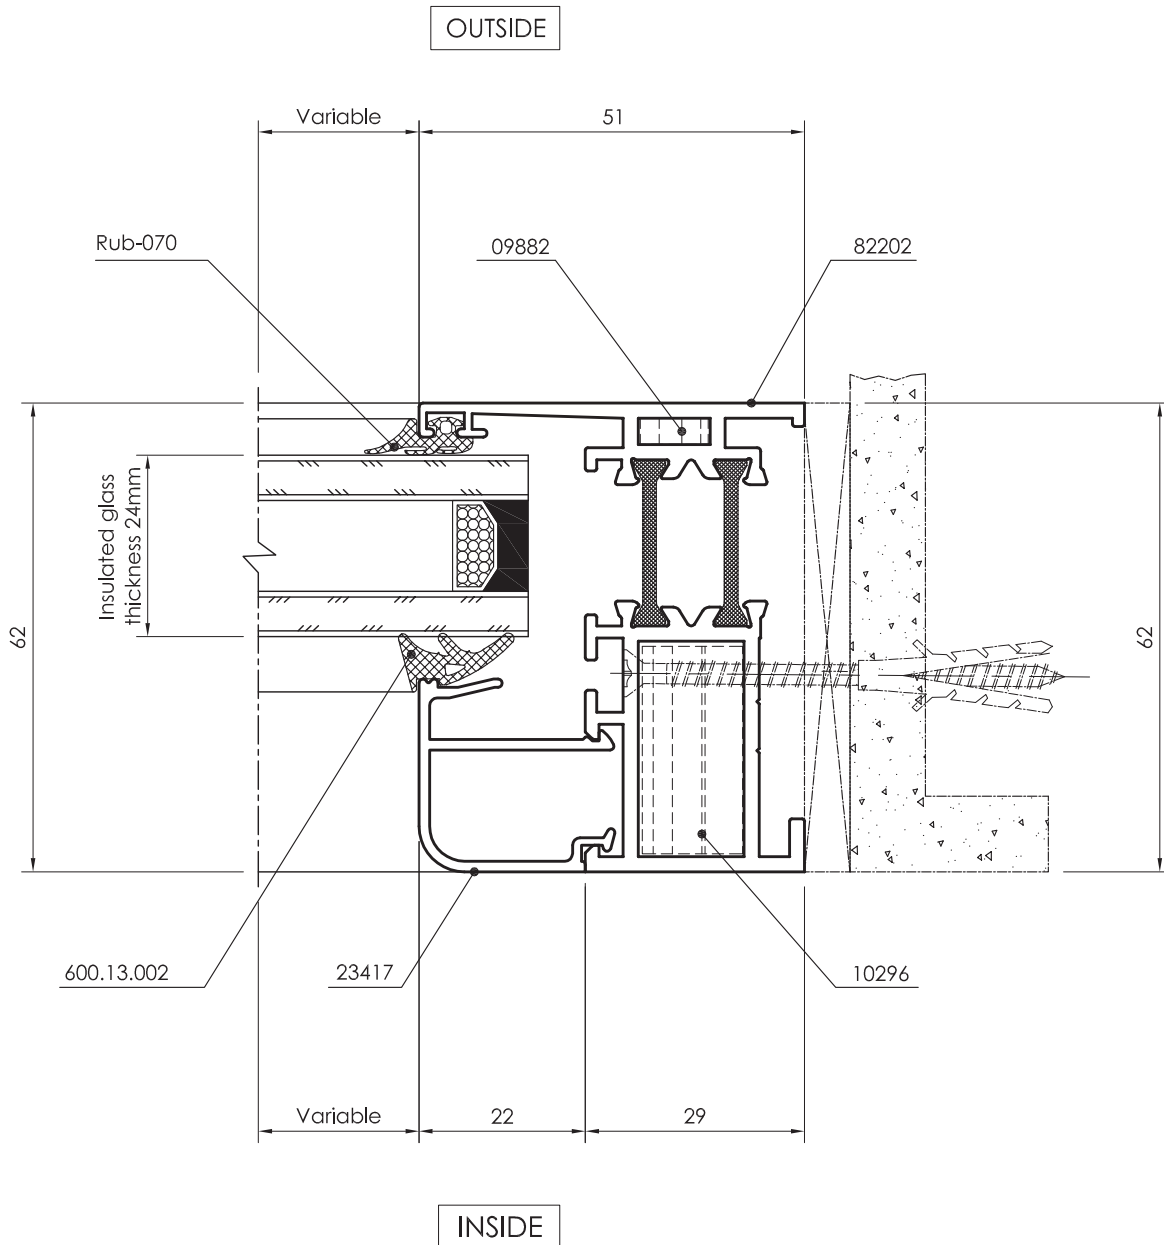 OUTSIDE
Variable
51
Rub-070
09882
82202
Insulated glass
thickness 24mm
62
62
600.13.002
23417
10296
Variable
22
29
INSIDE